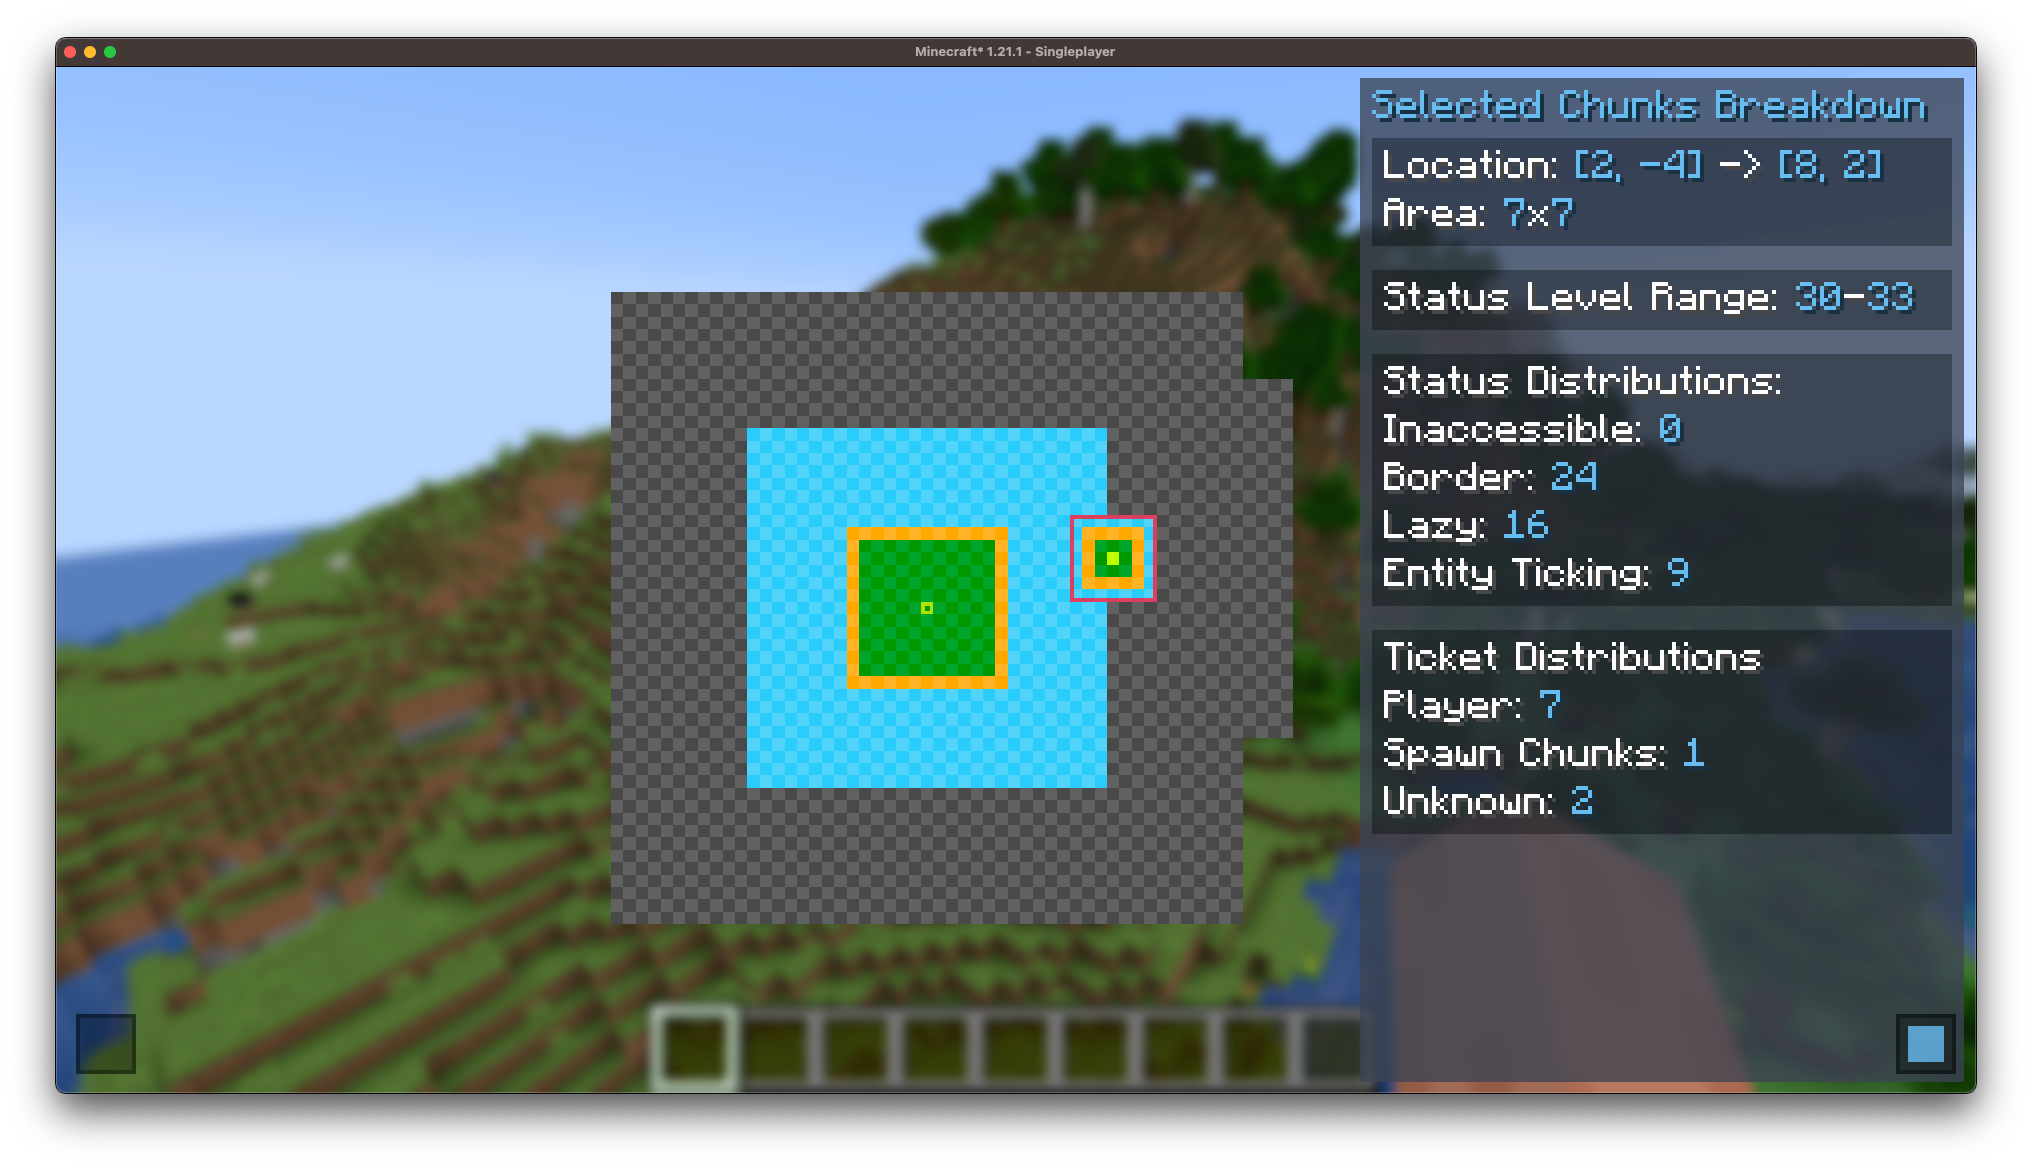 Minecraft* 1.21.1 - Singleplayer
Selected Chunks Breakdown
Location: [2, -4] -> [8, 2]
Area: 7x7
Status Level Range: 30-33
Status Distributions:
Inaccessible: 0
Border: 24
Lazy: 16
Entity Ticking: 9
Ticket Distributions
Player: 7
Spawn Chunks: 1
Unknown: 2